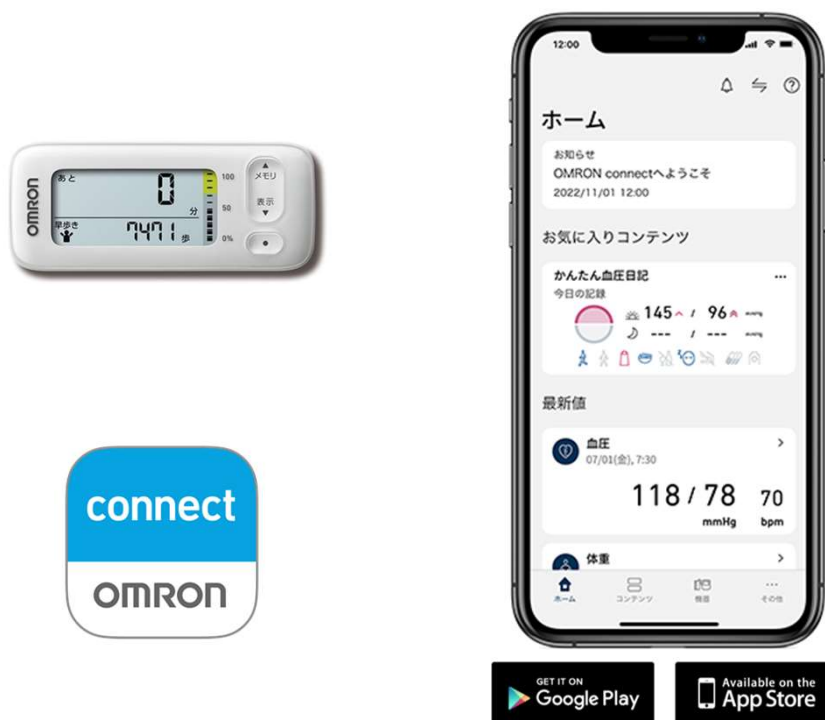 OMRON
あと
0
分
早歩き
7471 歩
100
50
0%
メモリ
表示
connect
OMRON
12:00
ホーム
お知らせ
OMRON connectへようこそ
2022/11/01 12:00
お気に入りコンテンツ
かんたん血圧日記
今日の記録
145 / 96 mmHg
--- / --- mmHg
最新値
血圧
07/01(金), 7:30
118 / 78 70
mmHg bpm
体重
ホーム
コンテンツ
機器
その他
GET IT ON
Google Play
Available on the
App Store